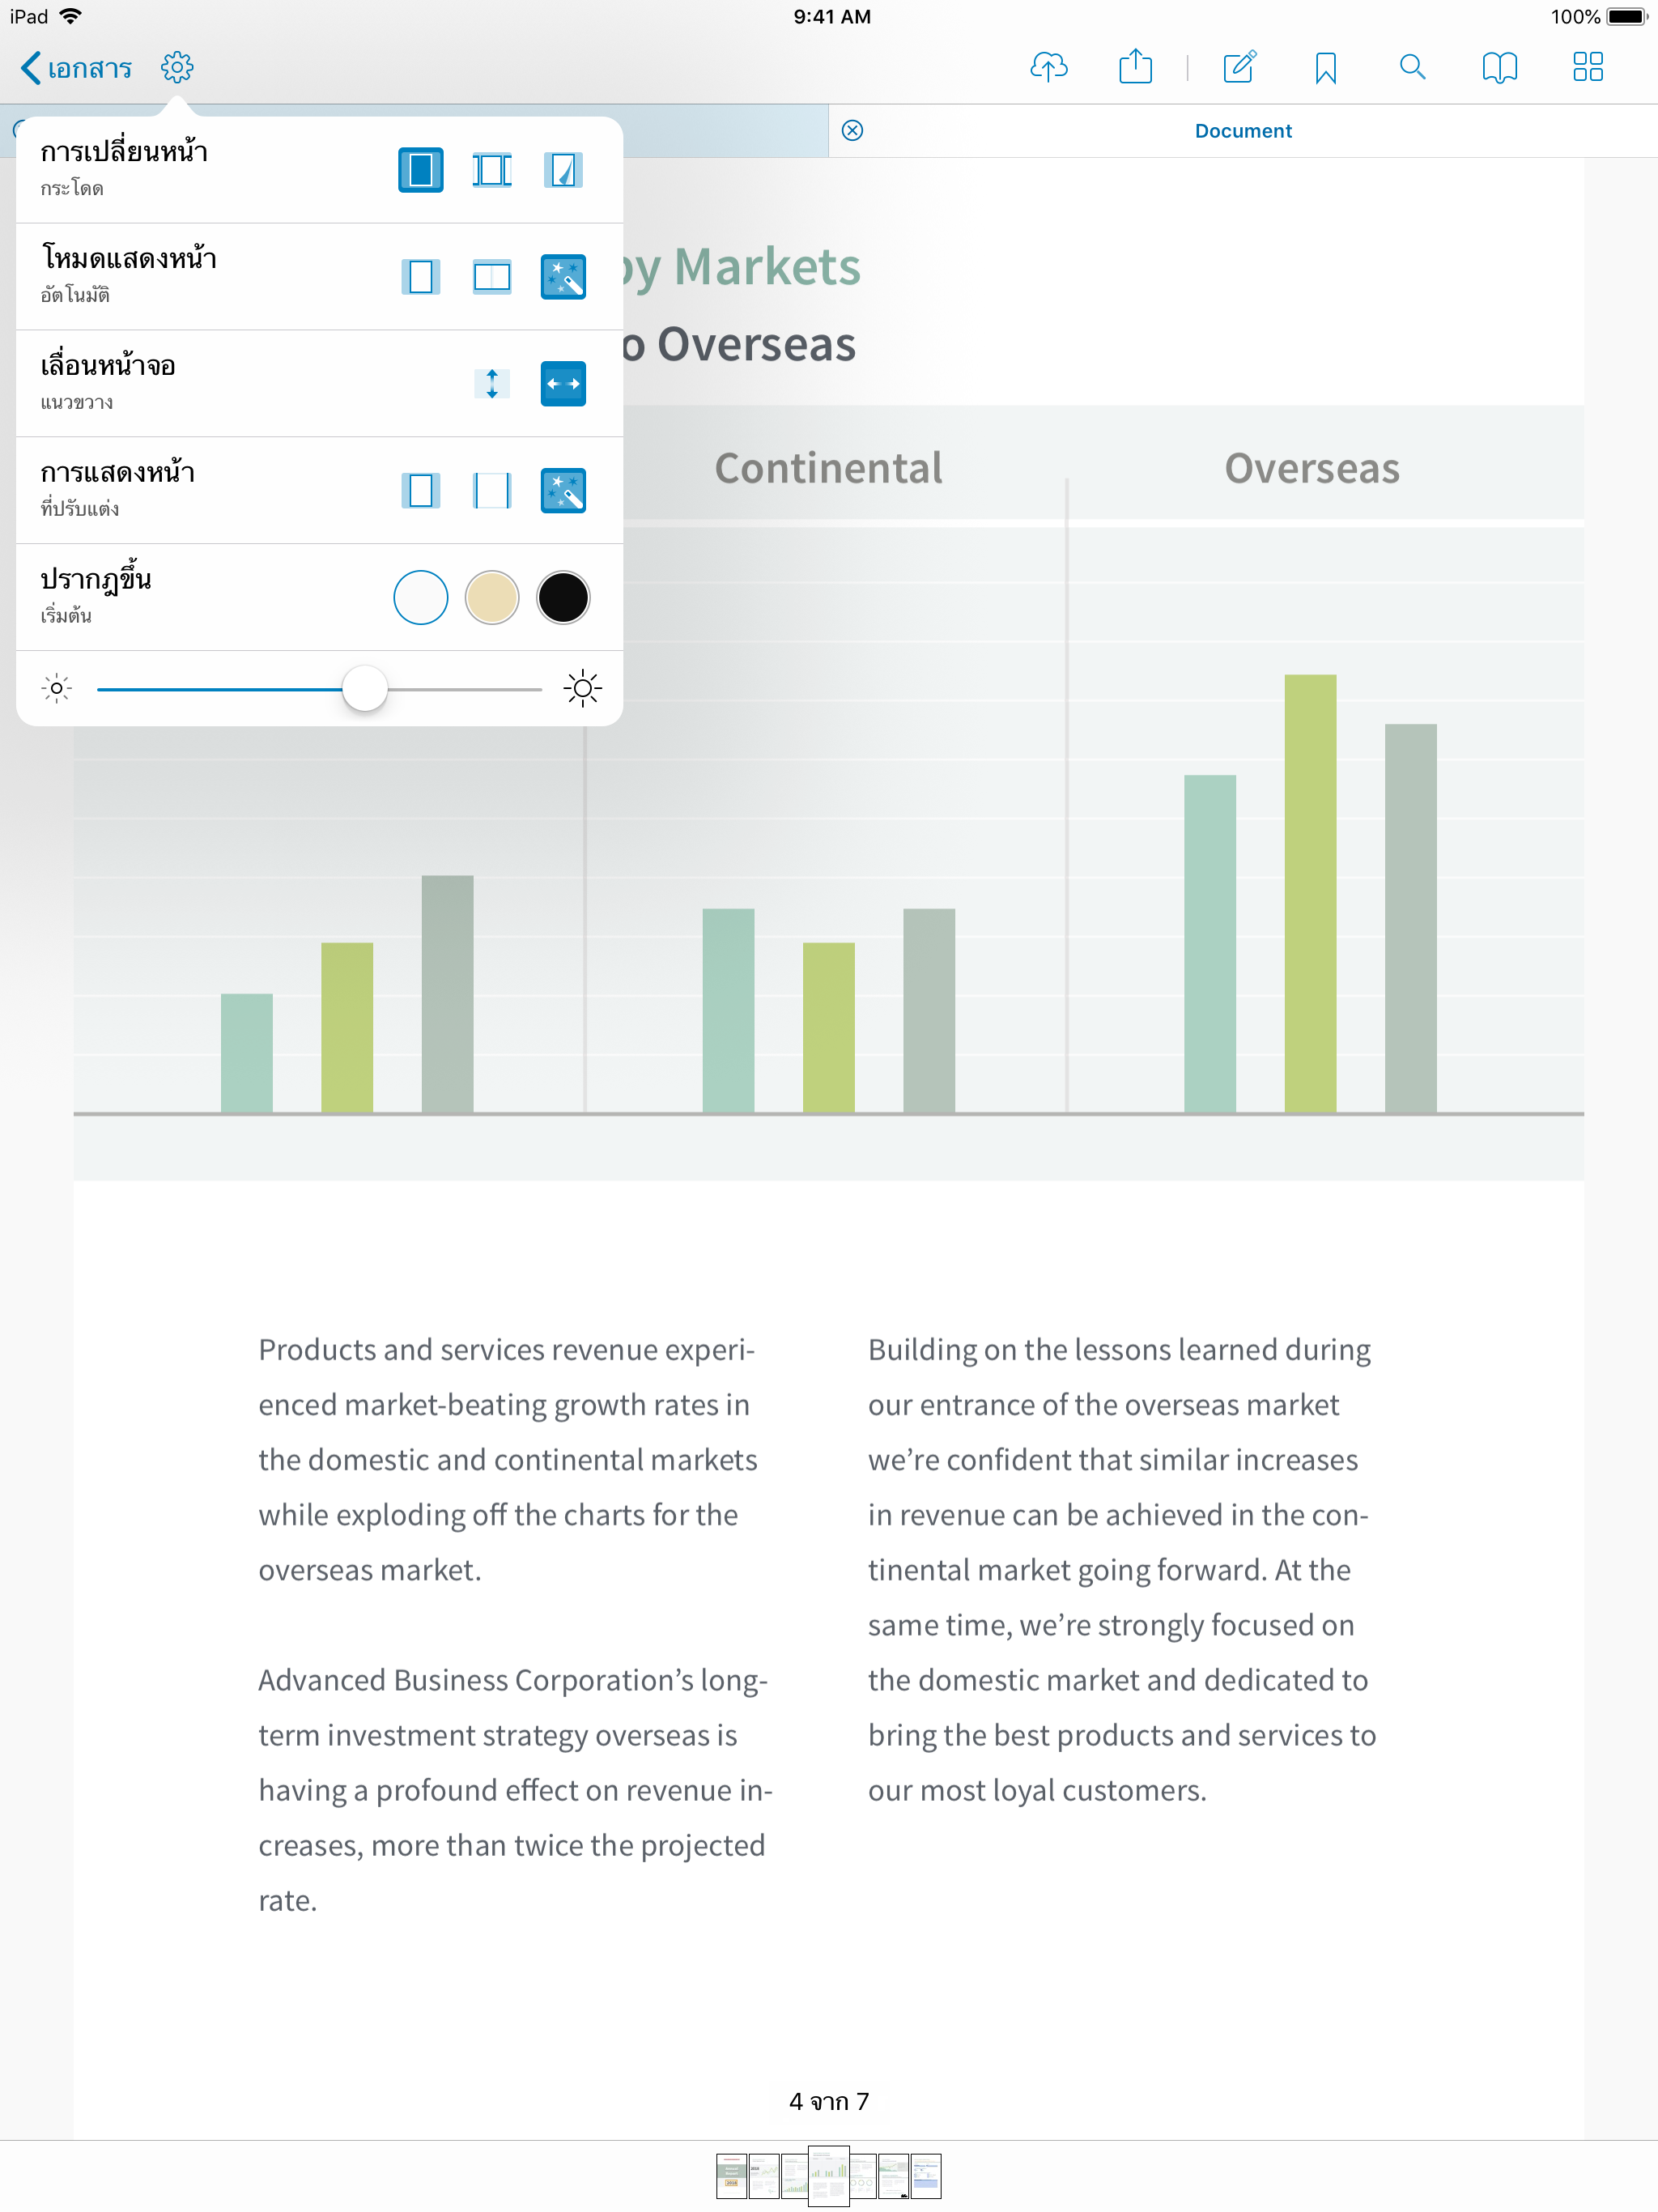 iPad
9:41 AM
100%
เอกสาร
Document
การเปลี่ยนหน้า
กระโดด
โหมดแสดงหน้า
อัตโนมัติ
เลื่อนหน้าจอ
แนวขวาง
การแสดงหน้า
ที่ปรับแต่ง
ปรากฎขึ้น
เริ่มต้น
by Markets
o Overseas
Continental
Overseas
Products and services revenue experi-
enced market-beating growth rates in
the domestic and continental markets
while exploding off the charts for the
overseas market.
Advanced Business Corporation’s long-
term investment strategy overseas is
having a profound effect on revenue in-
creases, more than twice the projected
rate.
Building on the lessons learned during
our entrance of the overseas market
we’re confident that similar increases
in revenue can be achieved in the con-
tinental market going forward. At the
same time, we’re strongly focused on
the domestic market and dedicated to
bring the best products and services to
our most loyal customers.
4 จาก 7